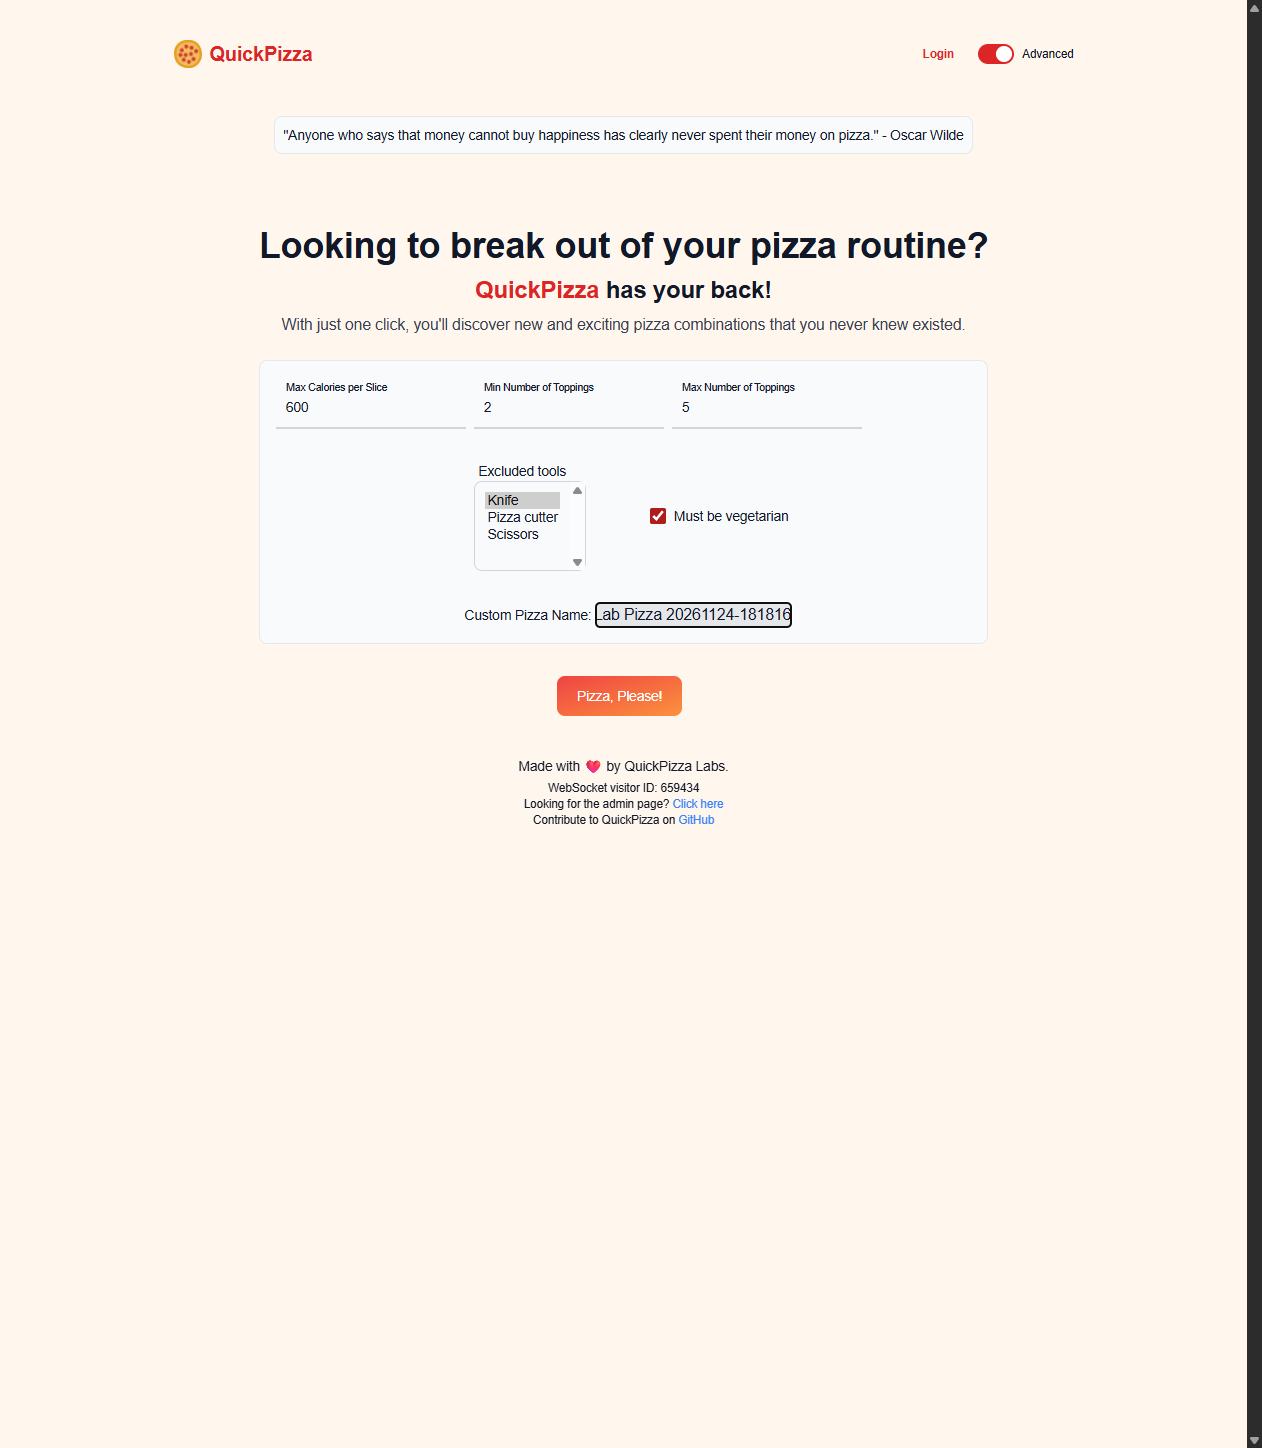 QuickPizza
Login
Advanced
"Anyone who says that money cannot buy happiness has clearly never spent their money on pizza." - Oscar Wilde
Looking to break out of your pizza routine?
QuickPizza has your back!
With just one click, you'll discover new and exciting pizza combinations that you never knew existed.
Max Calories per Slice
600
Min Number of Toppings
2
Max Number of Toppings
5
Excluded tools
Knife
Pizza cutter
Scissors
Must be vegetarian
Custom Pizza Name: Lab Pizza 20261124-181816
Pizza, Please!
Made with ❤ by QuickPizza Labs.
WebSocket visitor ID: 659434
Looking for the admin page? Click here
Contribute to QuickPizza on GitHub